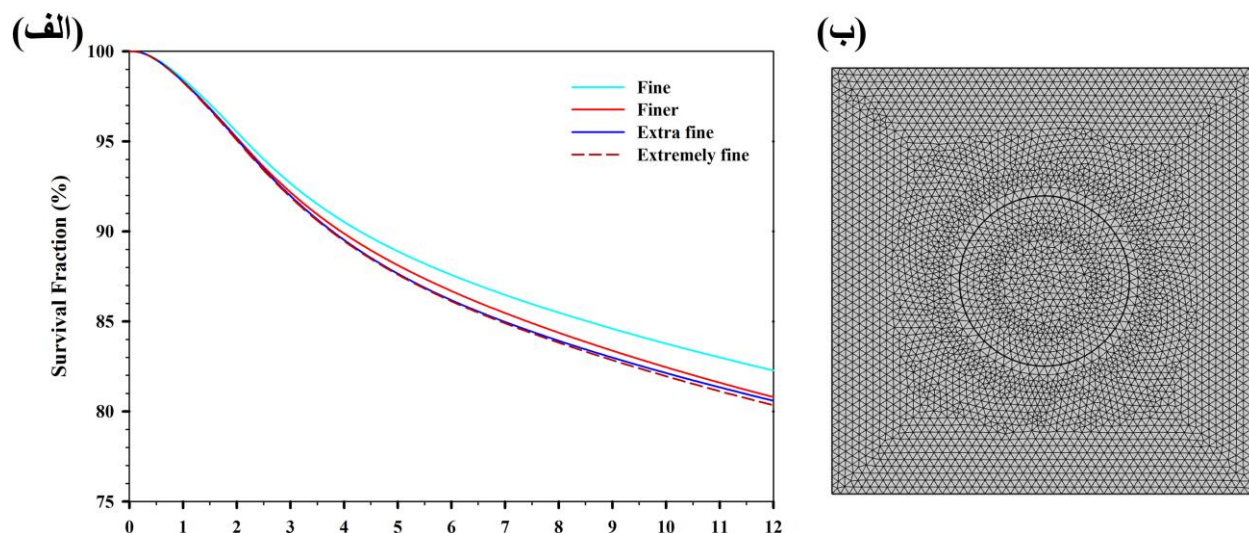 (الف)
(ب)
100
95
90
85
80
75
Survival Fraction (%)
Fine
Finer
Extra fine
Extremely fine
0 1 2 3 4 5 6 7 8 9 10 11 12